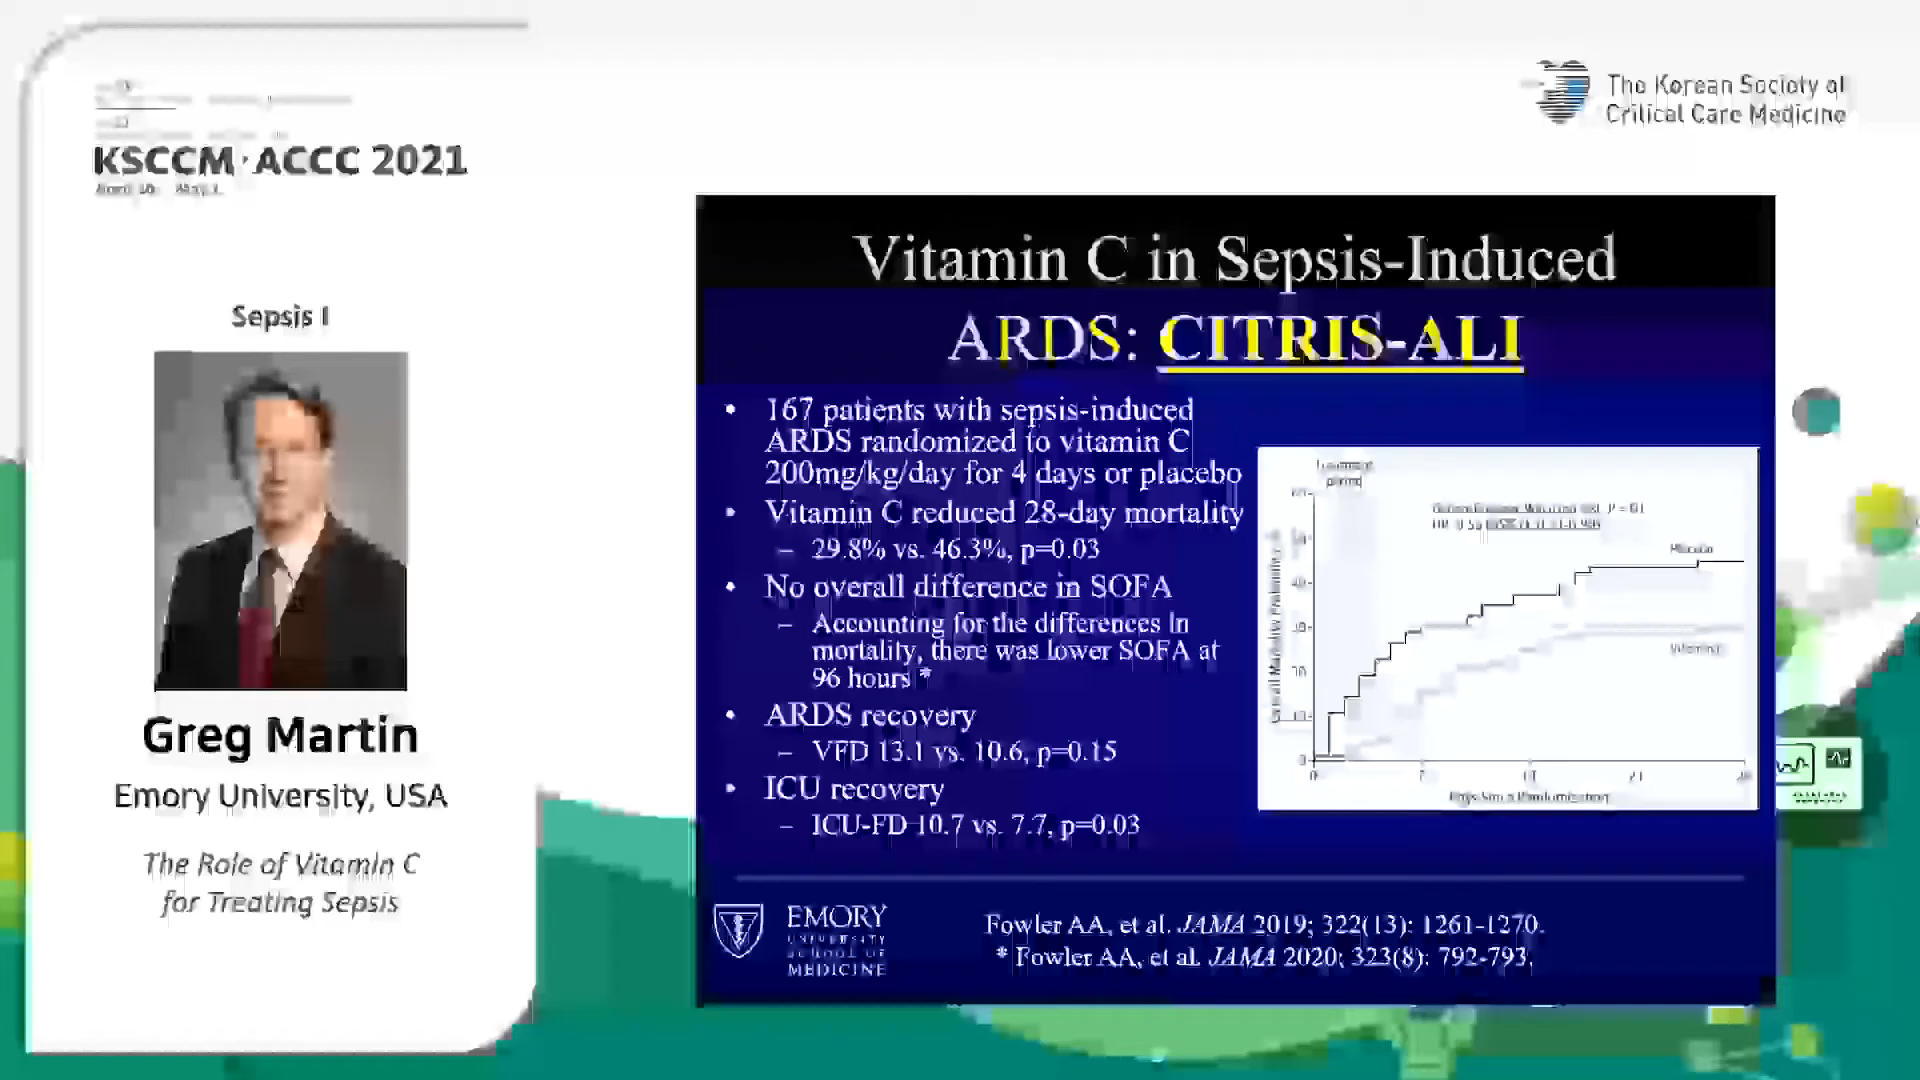 KSCCM·ACCC 2021
The Korean Society of
Critical Care Medicine
Sepsis I
Greg Martin
Emory University, USA
The Role of Vitamin C
for Treating Sepsis
Vitamin C in Sepsis-Induced
ARDS: CITRIS-ALI
• 167 patients with sepsis-induced
ARDS randomized to vitamin C
200mg/kg/day for 4 days or placebo
• Vitamin C reduced 28-day mortality
– 29.8% vs. 46.3%, p=0.03
• No overall difference in SOFA
– Accounting for the differences in
mortality, there was lower SOFA at
96 hours *
• ARDS recovery
– VFD 13.1 vs. 10.6, p=0.15
• ICU recovery
– ICU-FD 10.7 vs. 7.7, p=0.03
Placebo
EMORY
UNIVERSITY
SCHOOL OF
MEDICINE
Fowler AA, et al. JAMA 2019; 322(13): 1261-1270.
* Fowler AA, et al. JAMA 2020; 323(8): 792-793.